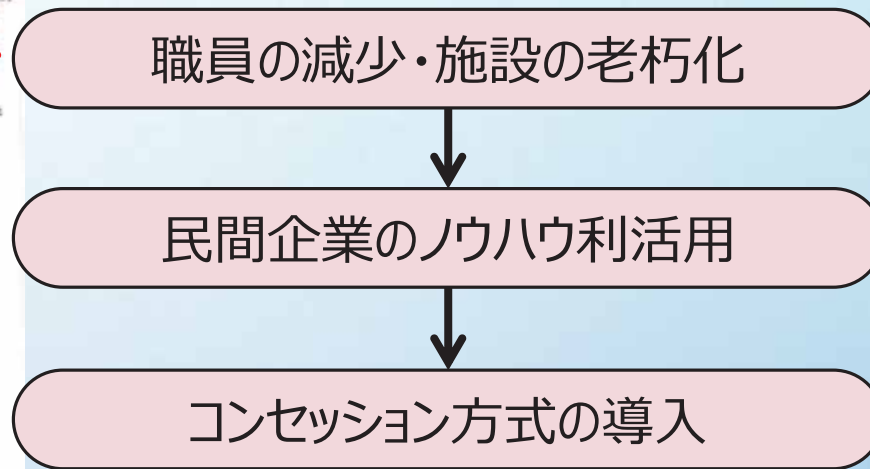 職員の減少・施設の老朽化
民間企業のノウハウ利活用
コンセッション方式の導入